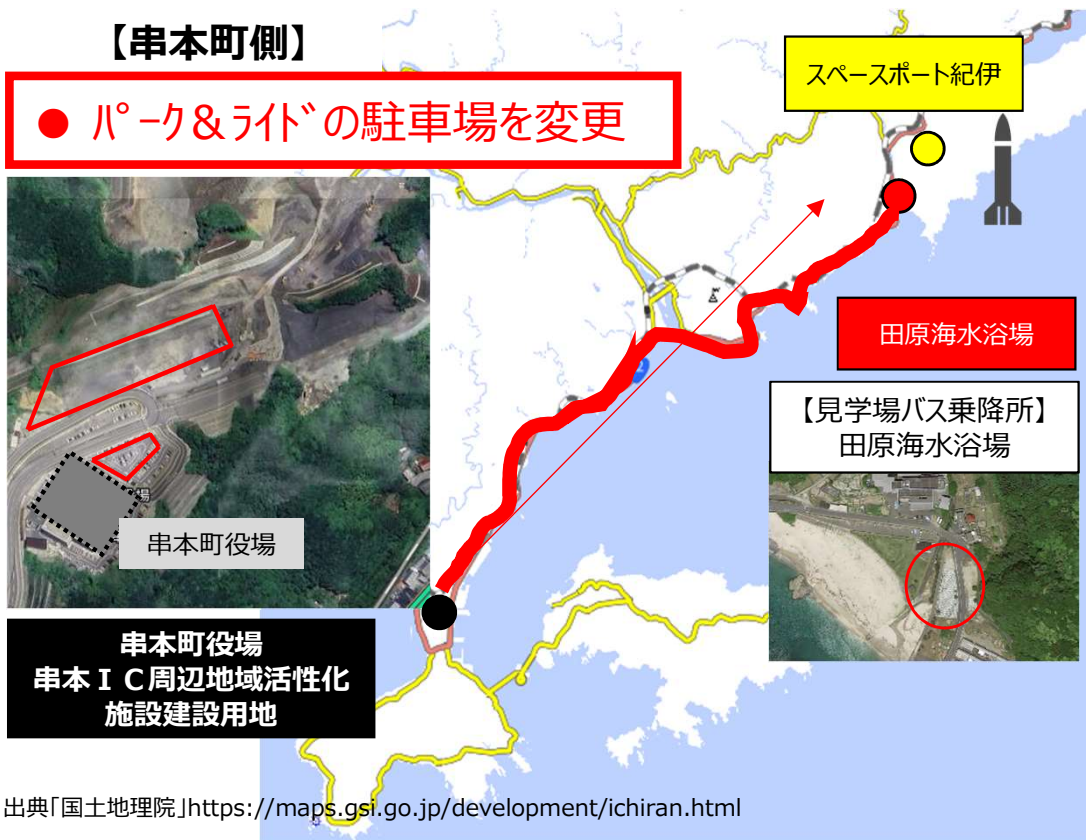 【串本町側】
● パーク＆ライドの駐車場を変更
スペースポート紀伊
田原海水浴場
【見学場バス乗降所】
田原海水浴場
串本町役場
串本町役場
串本ＩＣ周辺地域活性化
施設建設用地
出典「国土地理院」https://maps.gsi.go.jp/development/ichiran.html